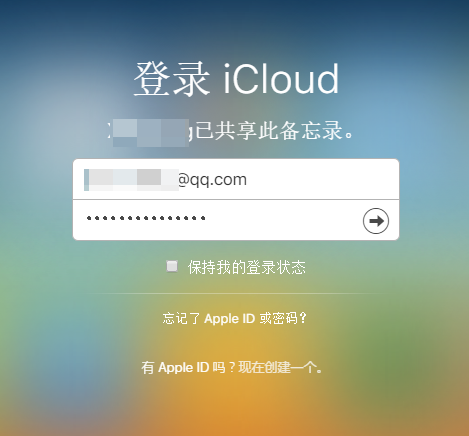 登录 iCloud
g已共享此备忘录。
@qq.com
保持我的登录状态
忘记了 Apple ID 或密码?
有 Apple ID 吗？现在创建一个。